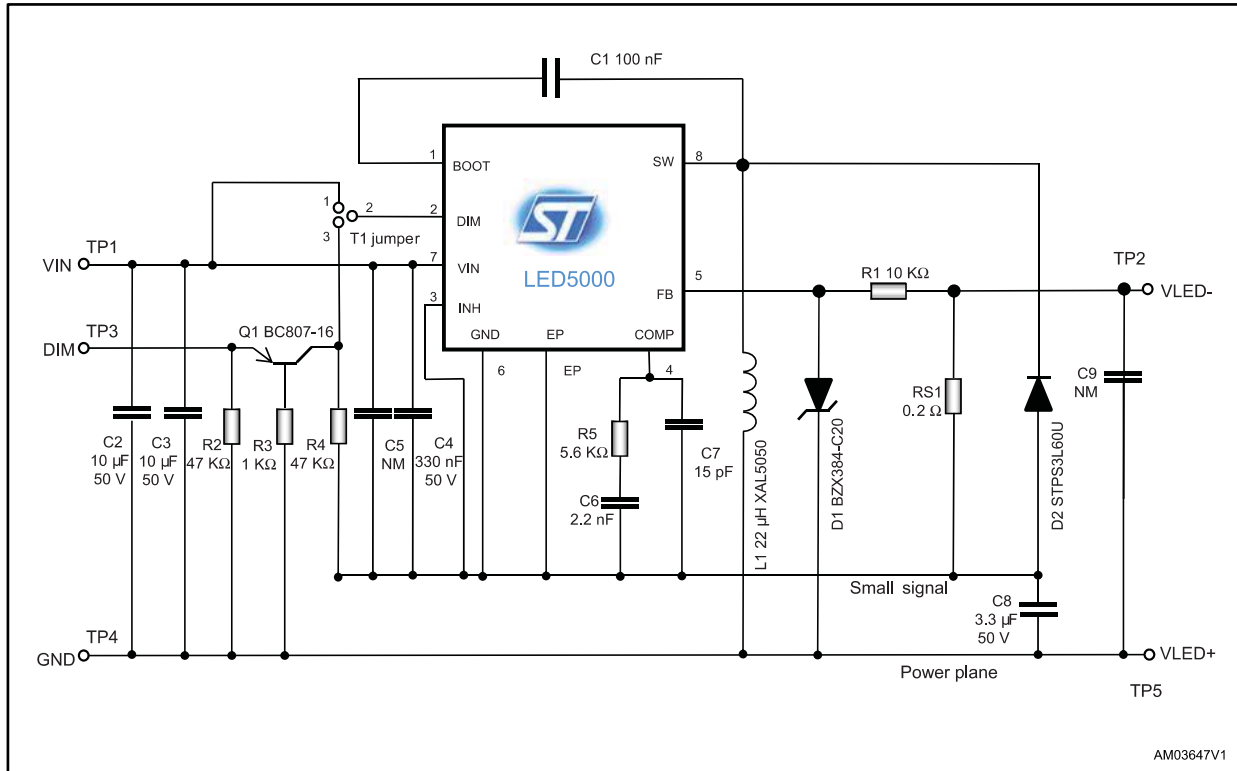 C1 100 nF
1
BOOT
SW
8
1
2
3
T1 jumper
2
DIM
ST
LED5000
TP1
VIN
7
VIN
3
INH
5
FB
R1 10 KΩ
TP2
VLED-
TP3
DIM
Q1 BC807-16
GND
EP
COMP
6
EP
4
C2
10 µF
50 V
C3
10 µF
50 V
R2
47 KΩ
R3
1 KΩ
R4
47 KΩ
C5
NM
C4
330 nF
50 V
R5
5.6 KΩ
C6
2.2 nF
C7
15 pF
L1 22 µH XAL5050
D1 BZX384-C20
RS1
0.2 Ω
D2 STPS3L60U
C9
NM
Small signal
C8
3.3 µF
50 V
TP4
GND
Power plane
VLED+
TP5
AM03647V1